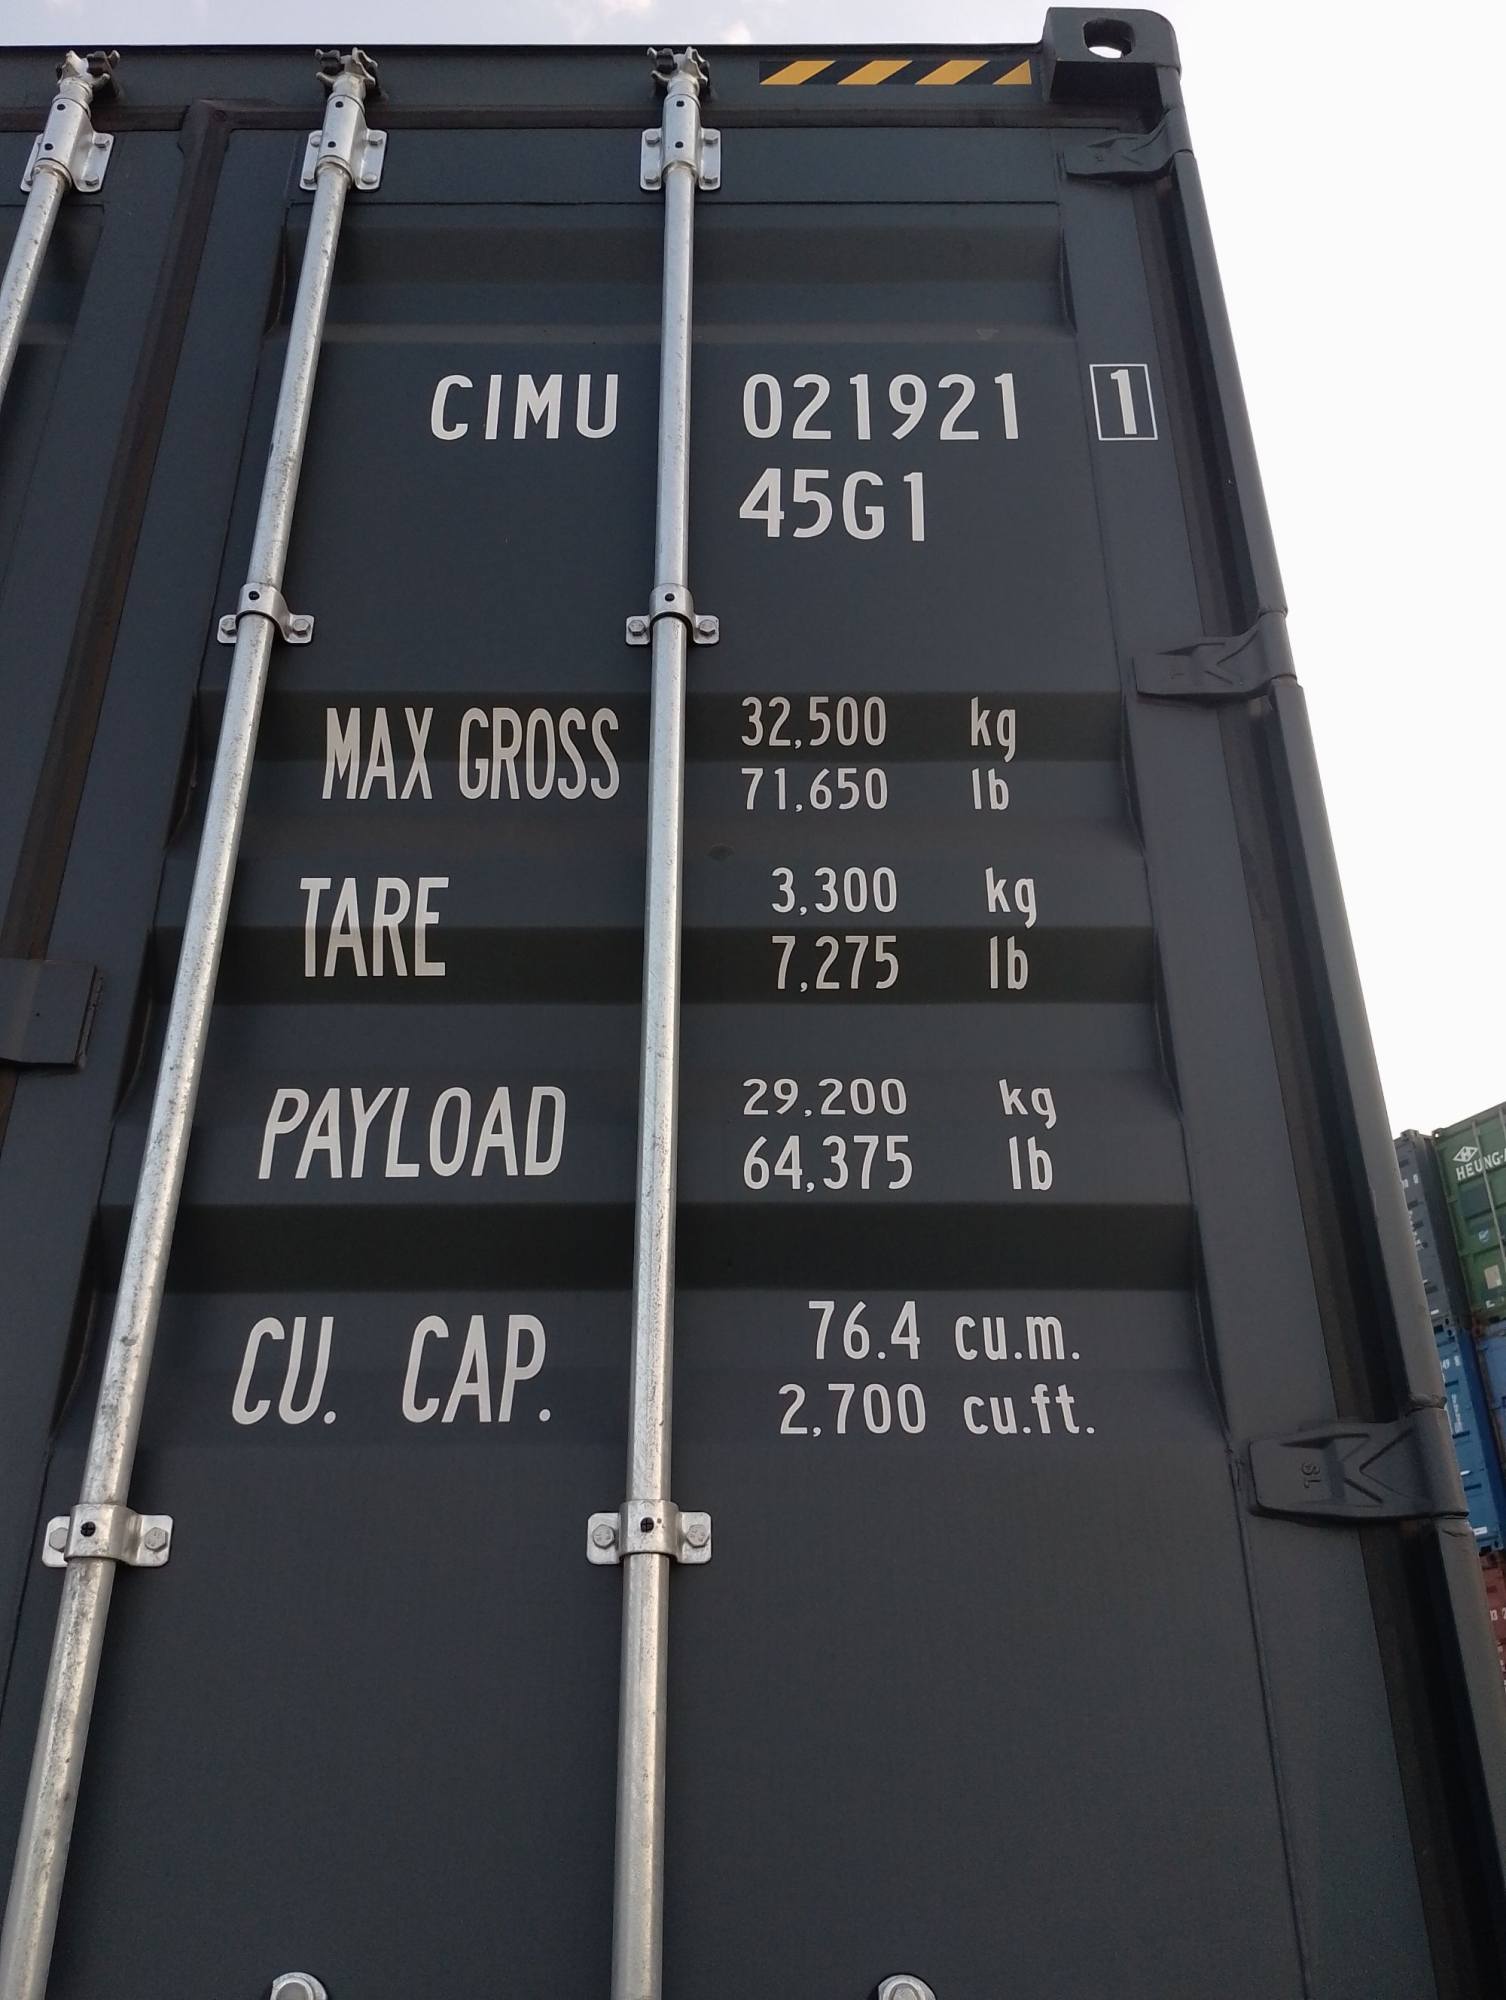 CIMU 021921 1
45G1
MAX GROSS 32,500 kg
71,650 lb
TARE 3,300 kg
7,275 lb
PAYLOAD 29,200 kg
64,375 lb
CU. CAP. 76.4 cu.m.
2,700 cu.ft.
HEUNG-